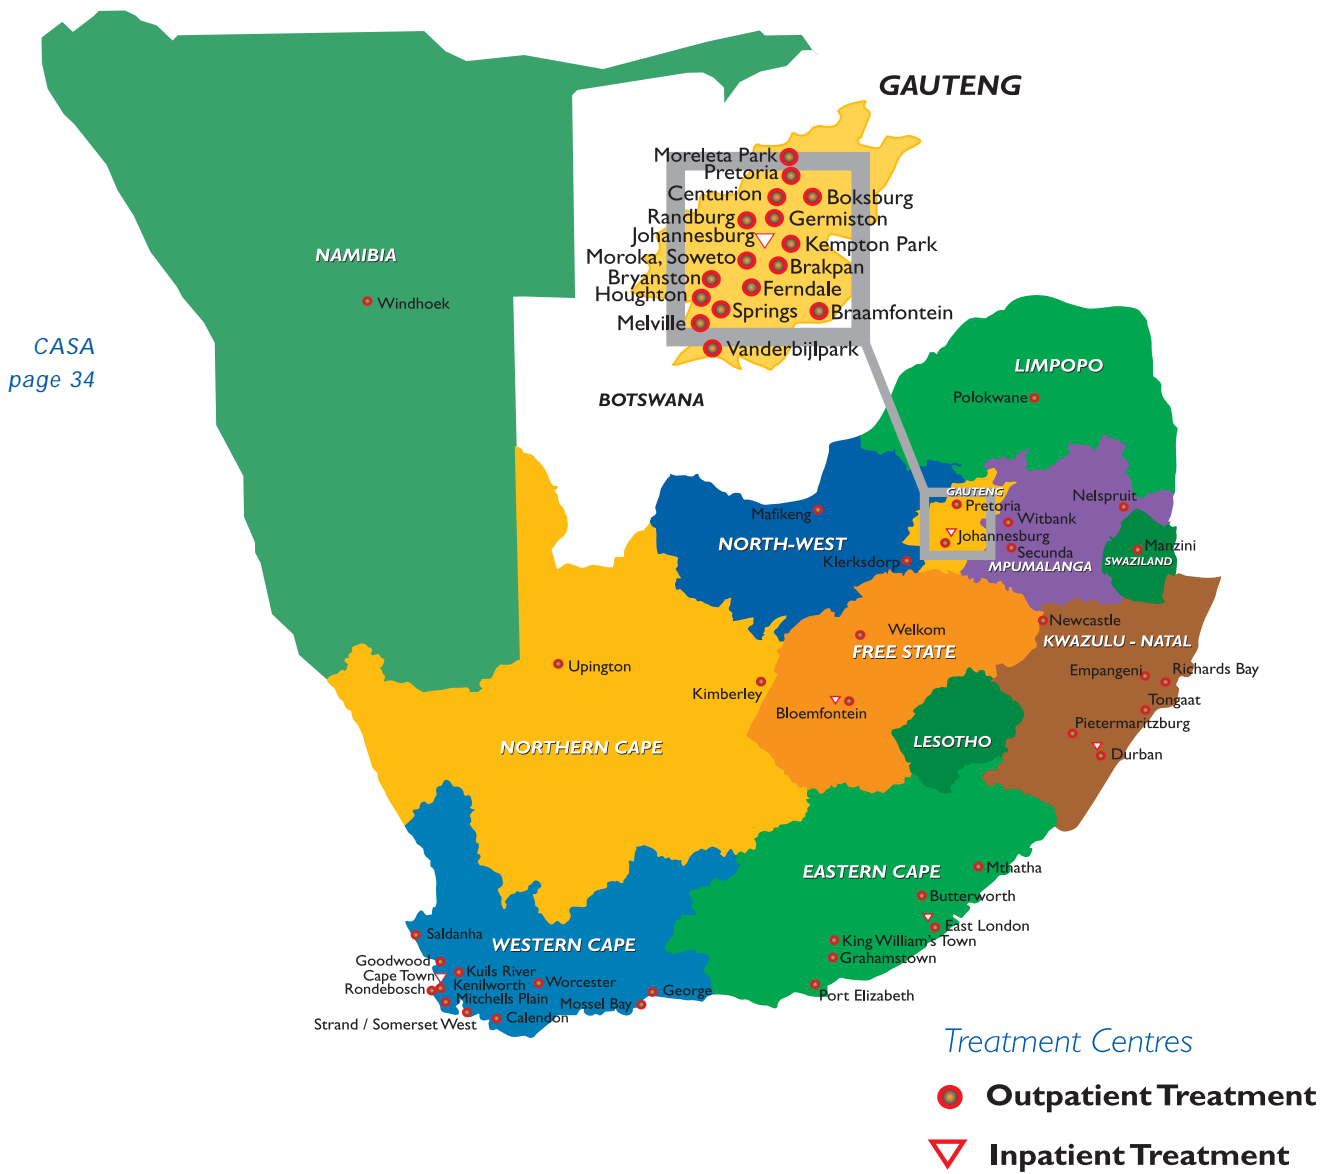 GAUTENG
Moreleta Park
Pretoria
Centurion
Boksburg
Randburg
Germiston
Johannesburg
Kempton Park
Moroka, Soweto
Brakpan
Bryanston
Ferndale
Houghton
Springs
Braamfontein
Melville
Vanderbijlpark
NAMIBIA
Windhoek
CASA
page 34
BOTSWANA
LIMPOPO
Polokwane
GAUTENG
Pretoria
Johannesburg
Nelspruit
Witbank
Secunda
MPUMALANGA
Manzini
SWAZILAND
Mafikeng
NORTH-WEST
Klerksdorp
Newcastle
KWAZULU - NATAL
Empangeni
Richards Bay
Tongaat
Pietermaritzburg
Durban
Welkom
FREE STATE
Bloemfontein
LESOTHO
Upington
Kimberley
NORTHERN CAPE
EASTERN CAPE
Mthatha
Butterworth
East London
King William's Town
Grahamstown
Port Elizabeth
WESTERN CAPE
Saldanha
Goodwood
Cape Town
Kuils River
Rondebosch
Kenilworth
Worcester
Mitchells Plain
Mossel Bay
George
Strand / Somerset West
Calendon
Treatment Centres
Outpatient Treatment
Inpatient Treatment